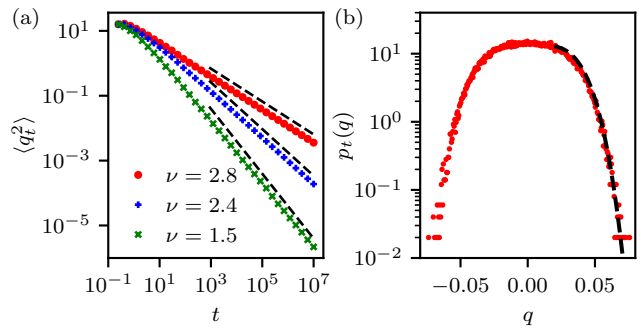 (a)
⟨q_t^2⟩
10^1
10^{-1}
10^{-3}
10^{-5}
ν = 2.8
ν = 2.4
ν = 1.5
10^{-1} 10^1 10^3 10^5 10^7
t
(b)
p_t(q)
10^1
10^0
10^{-1}
10^{-2}
−0.05 0.00 0.05
q